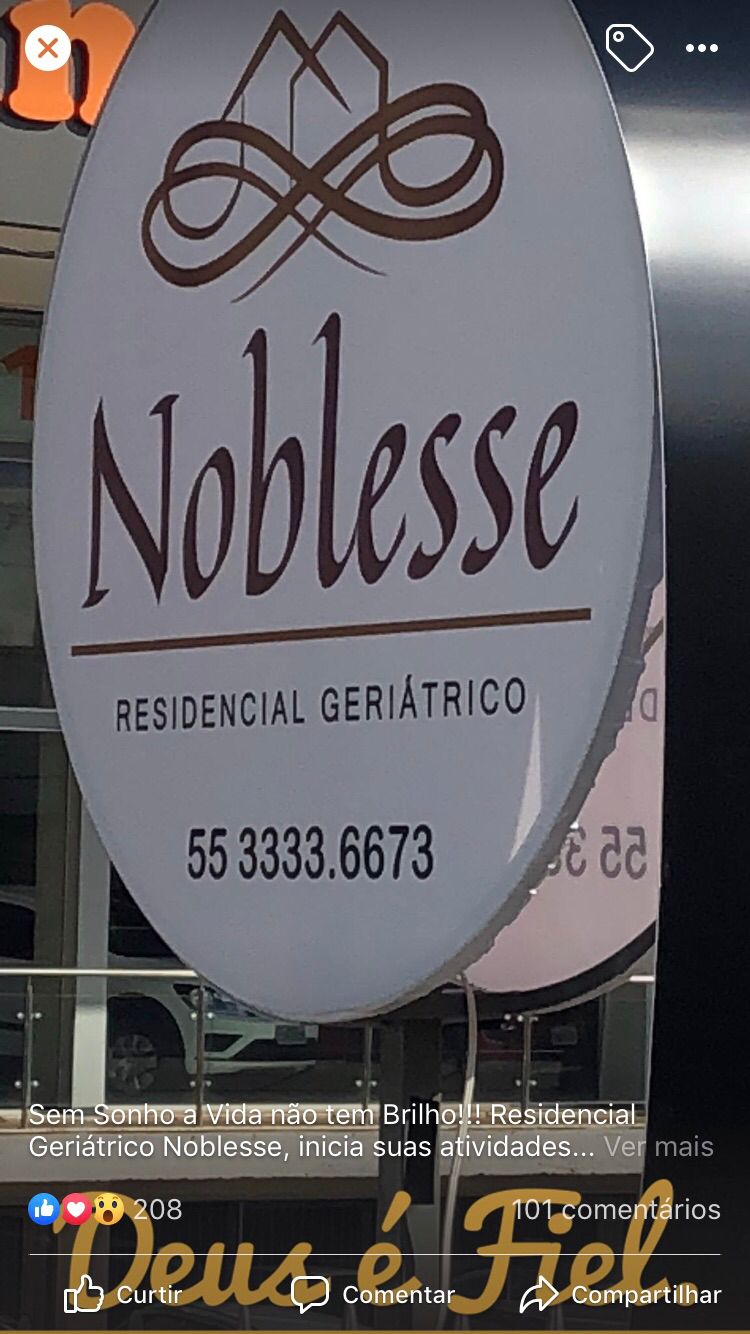 n
Noblesse
RESIDENCIAL GERIÁTRICO
55 3333.6673
55 33
Sem Sonho a Vida não tem Brilho!!! Residencial
Geriátrico Noblesse, inicia suas atividades... Ver mais
208
101 comentários
Deus é Fiel.
Curtir
Comentar
Compartilhar